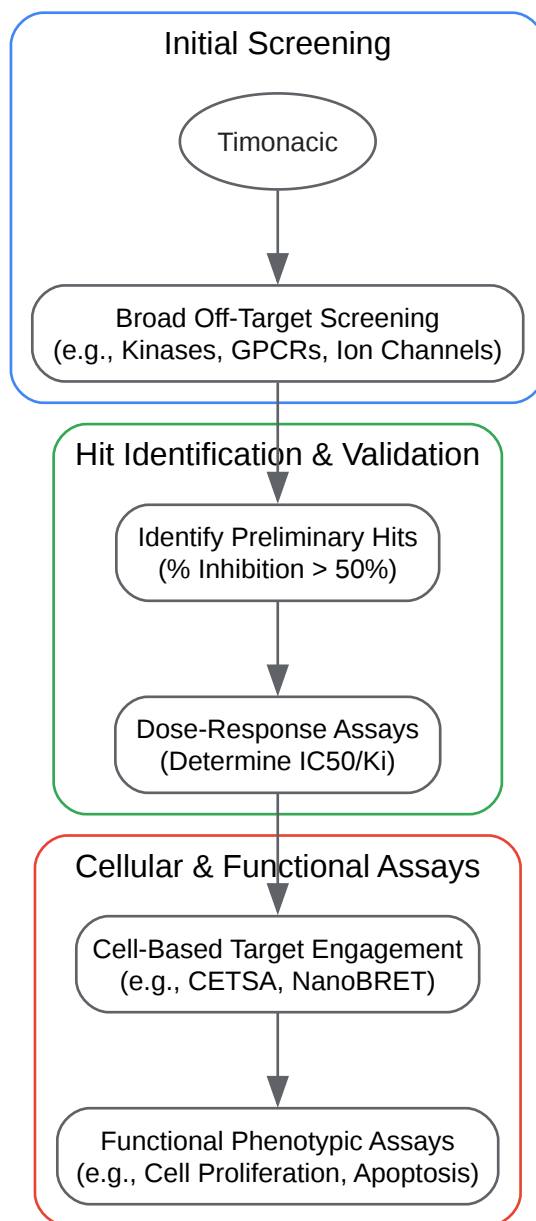 Initial Screening
Timonacic
Broad Off-Target Screening
(e.g., Kinases, GPCRs, Ion Channels)
Hit Identification & Validation
Identify Preliminary Hits
(% Inhibition > 50%)
Dose-Response Assays
(Determine IC50/Ki)
Cellular & Functional Assays
Cell-Based Target Engagement
(e.g., CETSA, NanoBRET)
Functional Phenotypic Assays
(e.g., Cell Proliferation, Apoptosis)